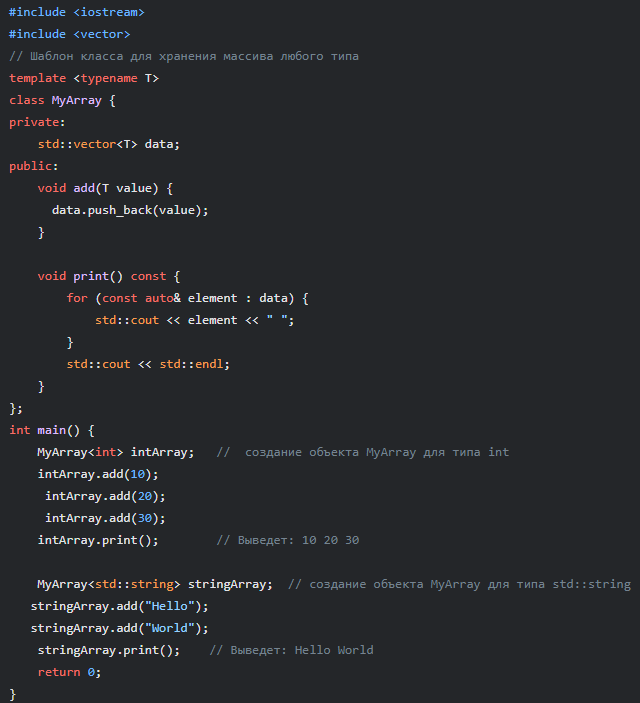 #include <iostream>
#include <vector>
// Шаблон класса для хранения массива любого типа
template <typename T>
class MyArray {
private:
    std::vector<T> data;
public:
    void add(T value) {
      data.push_back(value);
    }

    void print() const {
        for (const auto& element : data) {
            std::cout << element << " ";
        }
        std::cout << std::endl;
    }
};
int main() {
    MyArray<int> intArray;   //  создание объекта MyArray для типа int
    intArray.add(10);
     intArray.add(20);
     intArray.add(30);
    intArray.print();        // Выведет: 10 20 30

    MyArray<std::string> stringArray;  // создание объекта MyArray для типа std::string
   stringArray.add("Hello");
   stringArray.add("World");
    stringArray.print();    // Выведет: Hello World
    return 0;
}